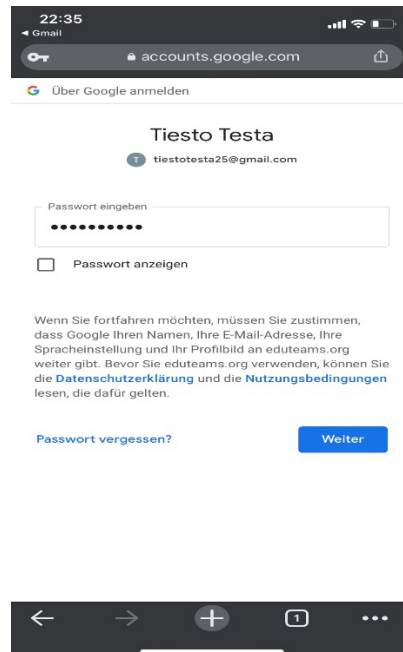 22:35
◀ Gmail
accounts.google.com
G Über Google anmelden
Tiesto Testa
T tiestotesta25@gmail.com
Passwort eingeben
••••••••••
Passwort anzeigen
Wenn Sie fortfahren möchten, müssen Sie zustimmen,
dass Google Ihren Namen, Ihre E-Mail-Adresse, Ihre
Spracheinstellung und Ihr Profilbild an eduteams.org
weiter gibt. Bevor Sie eduteams.org verwenden, können Sie
die Datenschutzerklärung und die Nutzungsbedingungen
lesen, die dafür gelten.
Passwort vergessen? Weiter
1